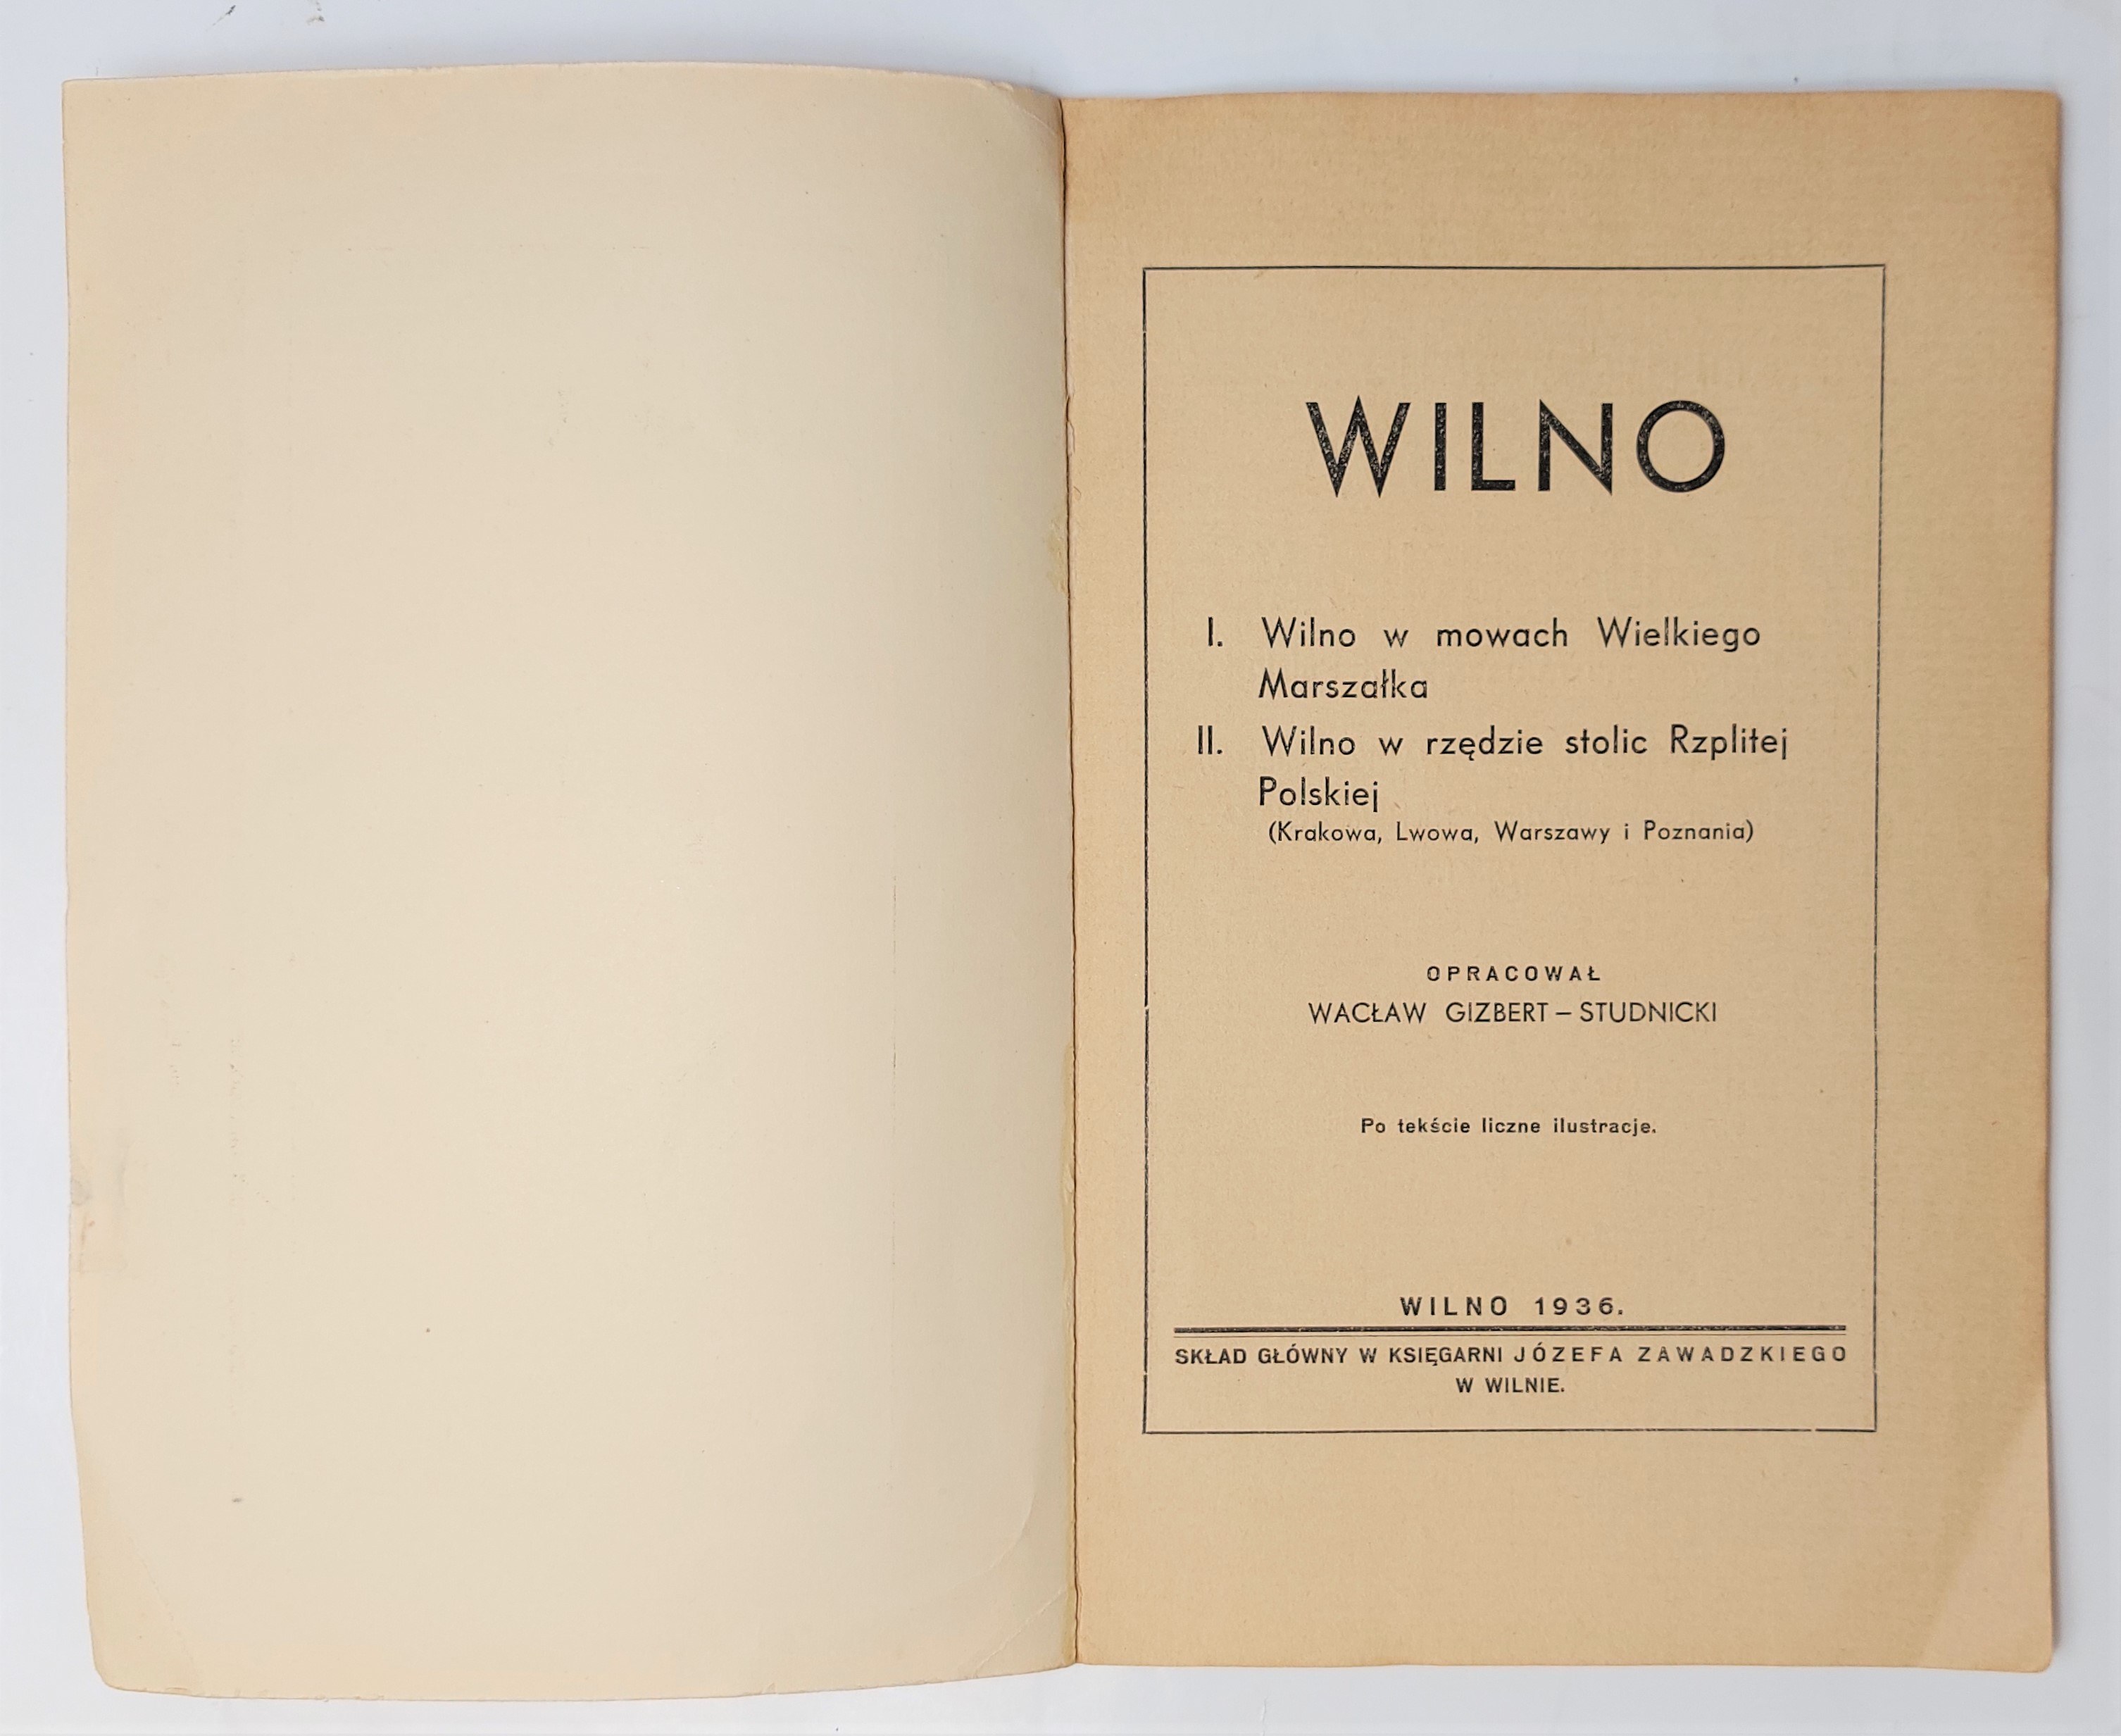 WILNO
I. Wilno w mowach Wielkiego
Marszałka
II. Wilno w rzędzie stolic Rzplitej
Polskiej
(Krakowa, Lwowa, Warszawy i Poznania)
OPRACOWAŁ
WACŁAW GIZBERT – STUDNICKI
Po tekście liczne ilustracje.
WILNO 1936.
SKŁAD GŁÓWNY W KSIĘGARNI JÓZEFA ZAWADZKIEGO
W WILNIE.